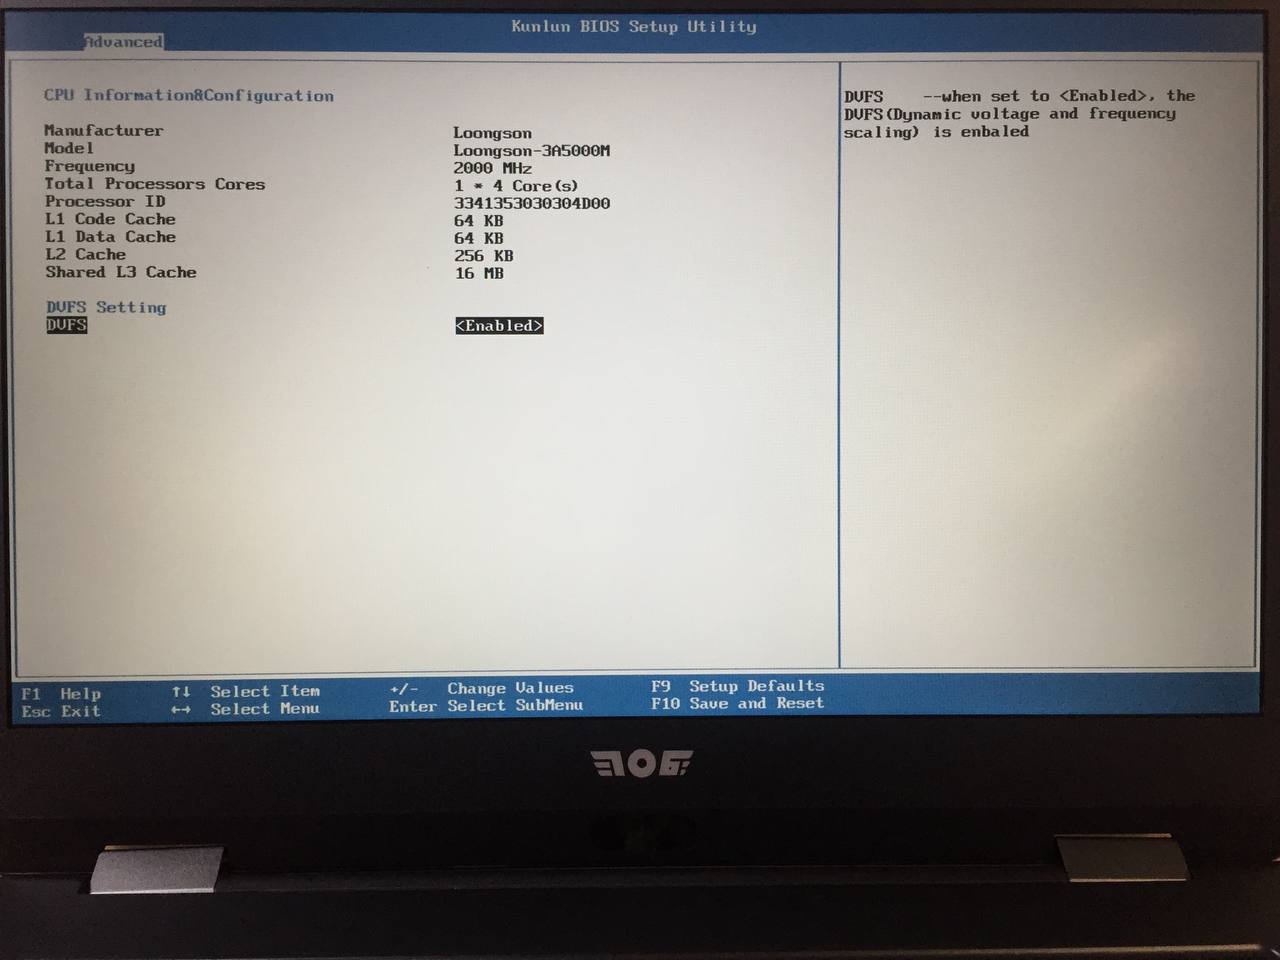 Kunlun BIOS Setup Utility
Advanced
CPU Information&Configuration
Manufacturer Loongson
Model Loongson-3A5000M
Frequency 2000 MHz
Total Processors Cores 1 * 4 Core(s)
Processor ID 3341353030304D00
L1 Code Cache 64 KB
L1 Data Cache 64 KB
L2 Cache 256 KB
Shared L3 Cache 16 MB
DVFS Setting
DVFS <Enabled>
DVFS --when set to <Enabled>, the
DVFS(Dynamic voltage and frequency
scaling) is enbaled
F1 Help ↑↓ Select Item +/- Change Values F9 Setup Defaults
Esc Exit ←→ Select Menu Enter Select SubMenu F10 Save and Reset